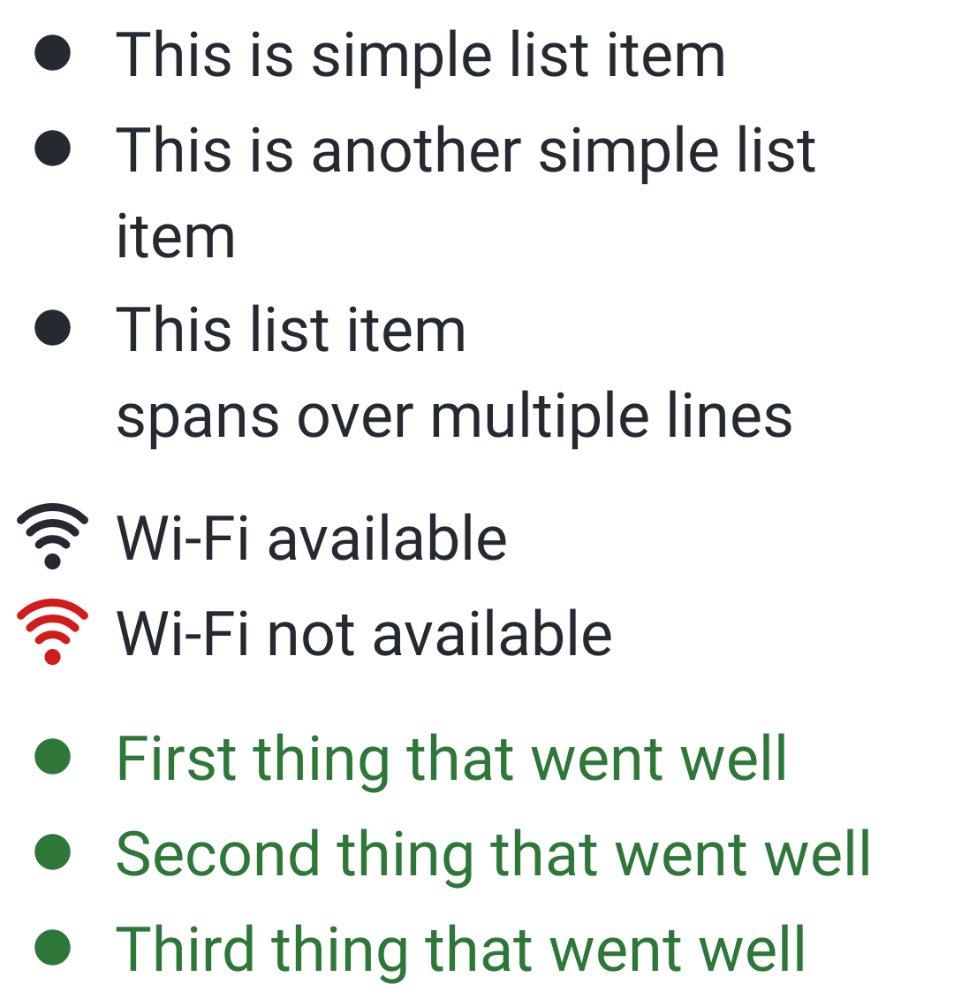 This is simple list item
This is another simple list
item
This list item
spans over multiple lines
Wi-Fi available
Wi-Fi not available
First thing that went well
Second thing that went well
Third thing that went well